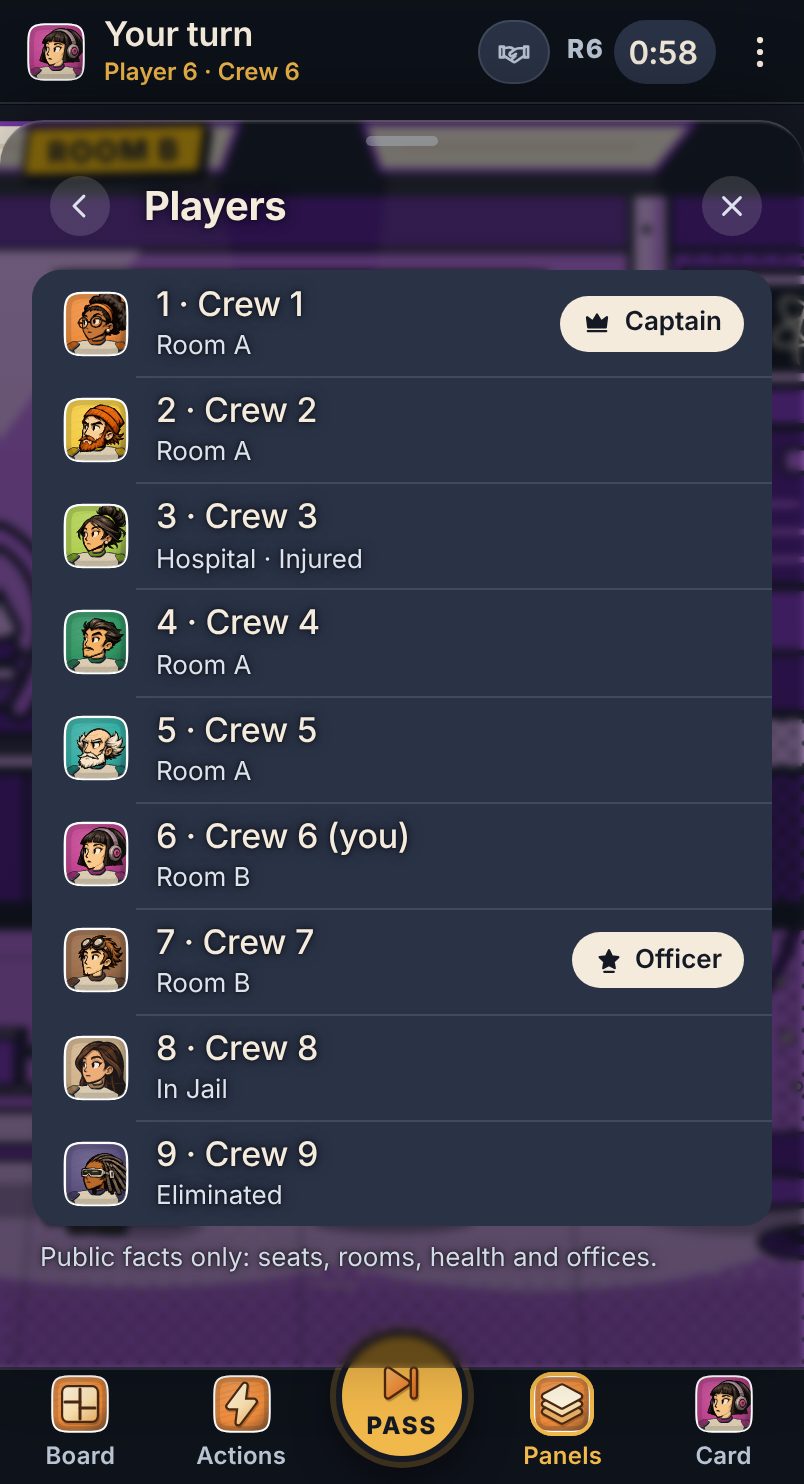 Your turn
Player 6 · Crew 6
R6
0:58
ROOM B
Players
1 · Crew 1
Room A
Captain
2 · Crew 2
Room A
3 · Crew 3
Hospital · Injured
4 · Crew 4
Room A
5 · Crew 5
Room A
6 · Crew 6 (you)
Room B
7 · Crew 7
Room B
Officer
8 · Crew 8
In Jail
9 · Crew 9
Eliminated
Public facts only: seats, rooms, health and offices.
Board
Actions
PASS
Panels
Card